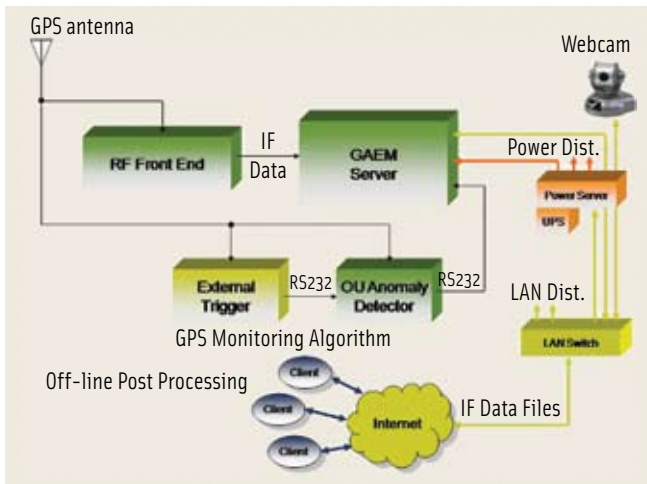 GPS antenna
Webcam
RF Front End
IF
Data
GAEM
Server
Power Dist.
Power Server
UPS
External
Trigger
RS232
OU Anomaly
Detector
RS232
LAN Dist.
LAN Switch
GPS Monitoring Algorithm
Off-line Post Processing
Client
Client
Client
Internet
IF Data Files